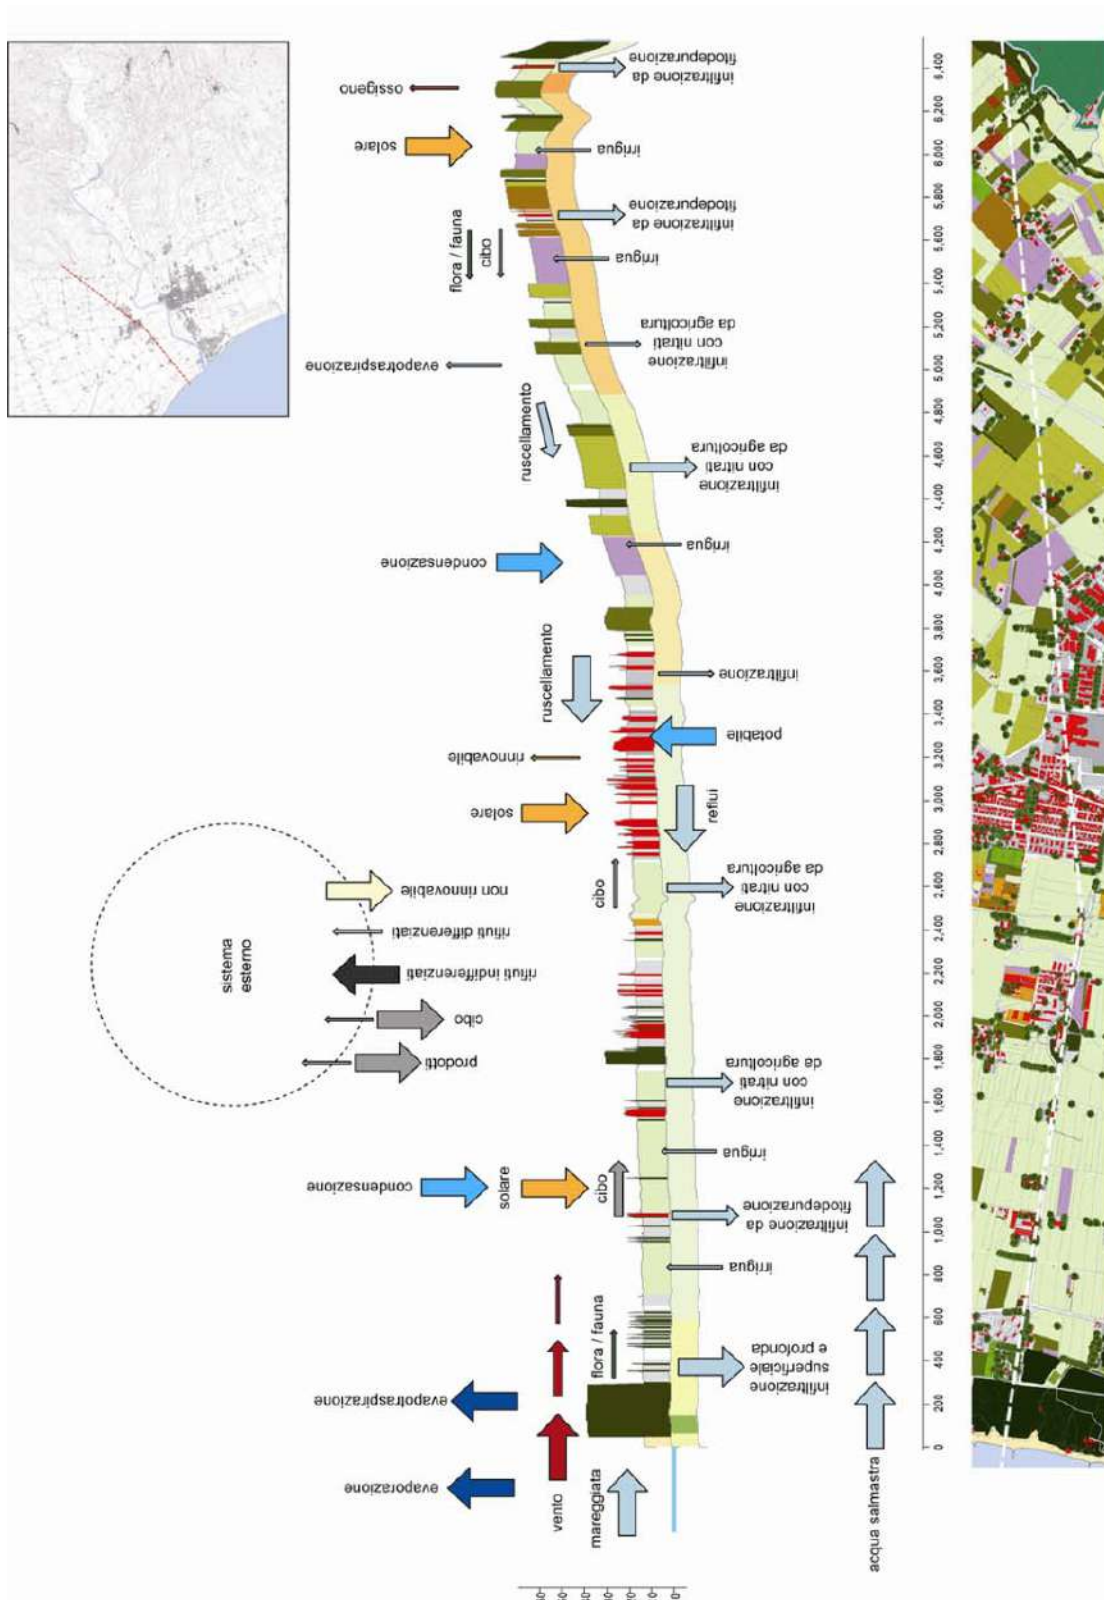 ossigeno
solare
flora / fauna
cibo
evapotraspirazione
ruscellamento
condensazione
ruscellamento
rinnovabile
solare
sistema
esterno
non rinnovabile
rifiuti differenziati
rifiuti indifferenziati
cibo
prodotti
cibo
condensazione
solare
cibo
flora / fauna
evapotraspirazione
evaporazione
vento
mareggiata
infiltrazione da
fitodepurazione
irrigua
infiltrazione da
fitodepurazione
irrigua
infiltrazione
con nitrati
da agricoltura
infiltrazione
con nitrati
da agricoltura
irrigua
infiltrazione
potabile
reflui
infiltrazione
con nitrati
da agricoltura
infiltrazione
con nitrati
da agricoltura
irrigua
infiltrazione da
fitodepurazione
irrigua
infiltrazione
superficiale
e profonda
acqua salmastra
6,400
6,200
6,000
5,800
5,600
5,400
5,200
5,000
4,800
4,600
4,400
4,200
4,000
3,800
3,600
3,400
3,200
3,000
2,800
2,600
2,400
2,200
2,000
1,800
1,600
1,400
1,200
1,000
800
600
400
200
0